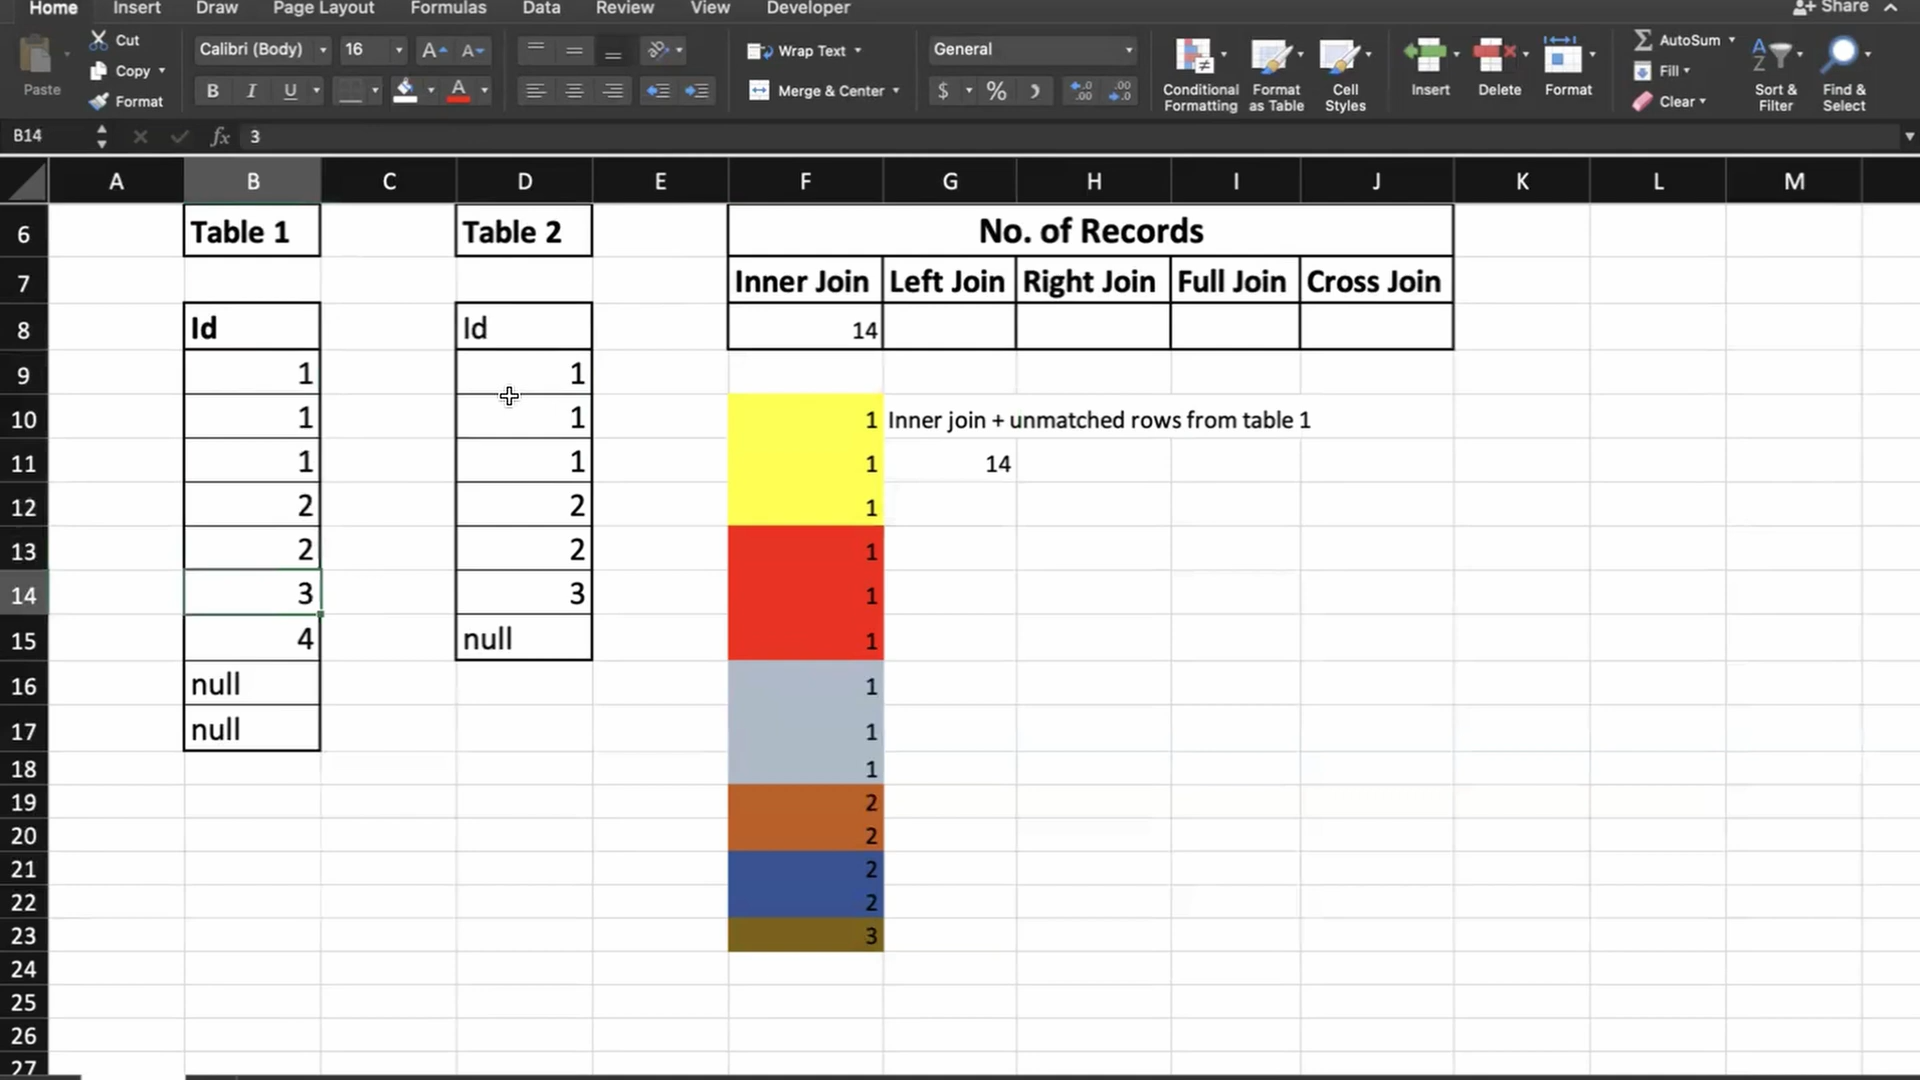 Home Insert Draw Page Layout Formulas Data Review View Developer Share
Paste
Cut
Copy
Format
Calibri (Body) 16
A A
B I U A
Wrap Text
Merge & Center
General
$ %
Conditional Formatting
Format as Table
Cell Styles
Insert
Delete
Format
AutoSum
Fill
Clear
Sort & Filter
Find & Select
B14 fx 3
A B C D E F G H I J K L M
6 Table 1 Table 2 No. of Records
7 Inner Join Left Join Right Join Full Join Cross Join
8 Id Id 14
9 1 1
10 1 1 1 Inner join + unmatched rows from table 1
11 1 1 1 14
12 2 2 1
13 2 2 1
14 3 3 1
15 4 null 1
16 null 1
17 null 1
18 1
19 2
20 2
21 2
22 2
23 3
24
25
26
27